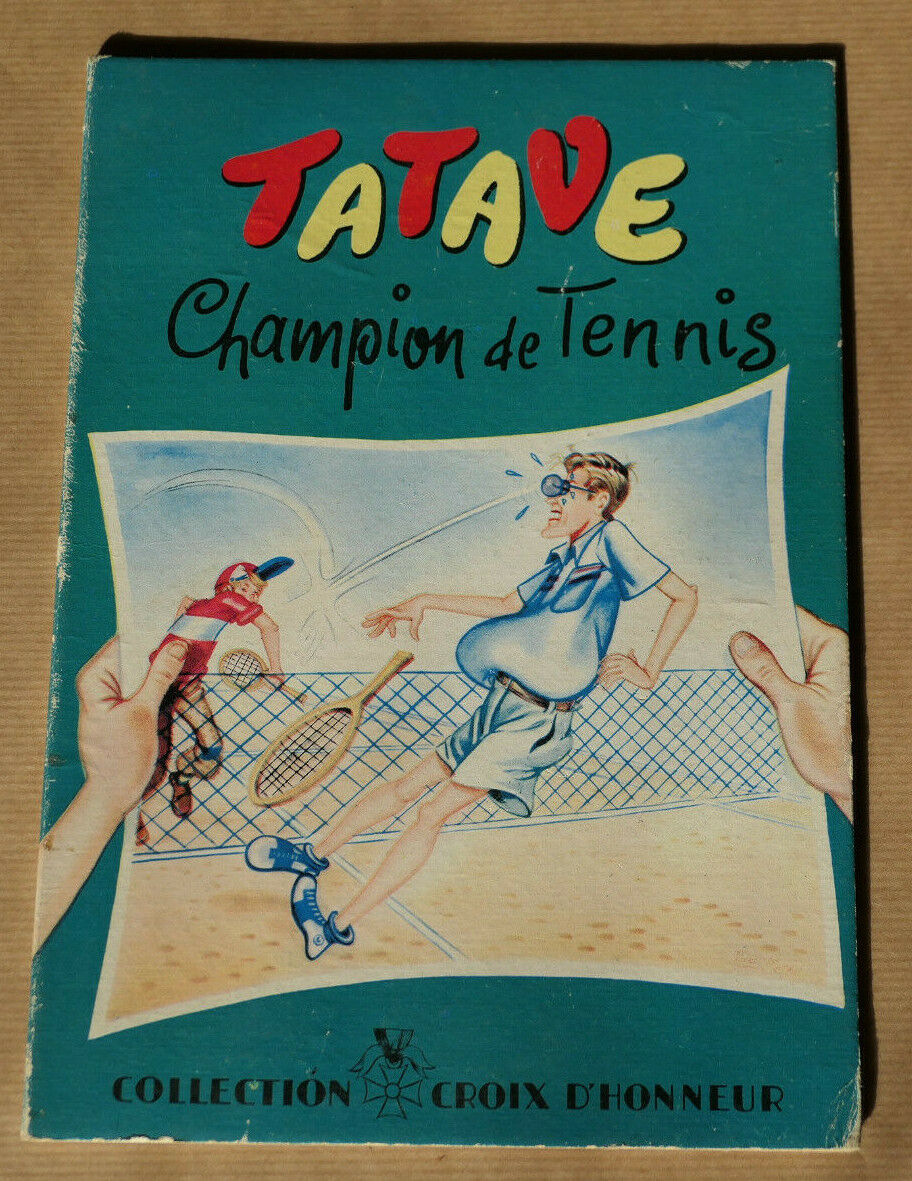 TATAVE
Champion de Tennis
COLLECTION CROIX D'HONNEUR